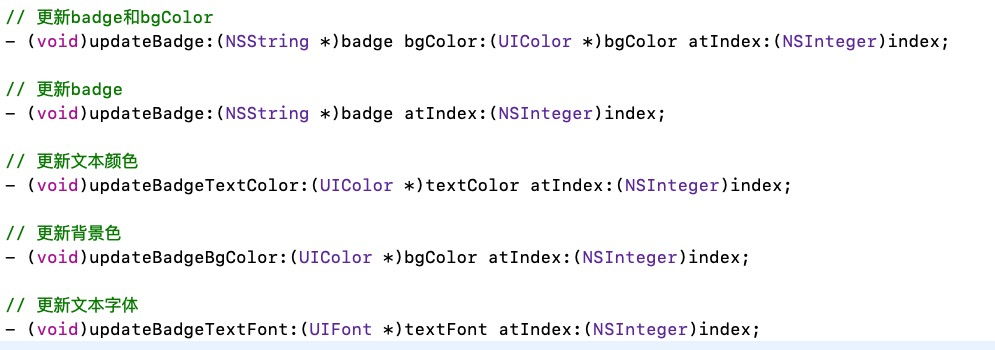 // 更新badge和bgColor
- (void)updateBadge:(NSString *)badge bgColor:(UIColor *)bgColor atIndex:(NSInteger)index;
// 更新badge
- (void)updateBadge:(NSString *)badge atIndex:(NSInteger)index;
// 更新文本颜色
- (void)updateBadgeTextColor:(UIColor *)textColor atIndex:(NSInteger)index;
// 更新背景色
- (void)updateBadgeBgColor:(UIColor *)bgColor atIndex:(NSInteger)index;
// 更新文本字体
- (void)updateBadgeTextFont:(UIFont *)textFont atIndex:(NSInteger)index;